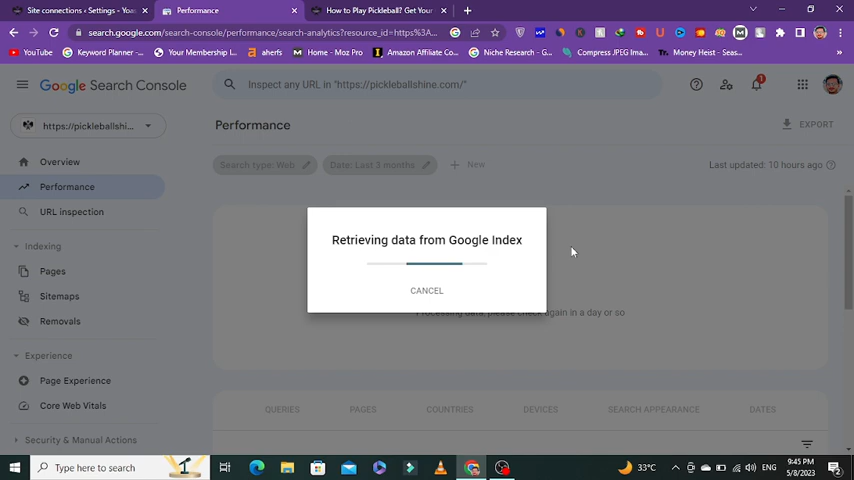 Site connections ‹ Settings - Yoas
Performance
How to Play Pickleball? Get Your
search.google.com/search-console/performance/search-analytics?resource_id=https%3A...
YouTube
Keyword Planner -...
Your Membership l...
aherfs
Home - Moz Pro
Amazon Affiliate Co...
Niche Research - G...
Compress JPEG Ima...
Money Heist - Seas...
Google Search Console
Inspect any URL in "https://pickleballshine.com/"
1
https://pickleballshi...
Performance
EXPORT
Search type: Web
Date: Last 3 months
New
Last updated: 10 hours ago
Overview
Performance
URL inspection
Indexing
Pages
Sitemaps
Removals
Experience
Page Experience
Core Web Vitals
Security & Manual Actions
Retrieving data from Google Index
CANCEL
Processing data, please check again in a day or so
QUERIES
PAGES
COUNTRIES
DEVICES
SEARCH APPEARANCE
DATES
Type here to search
33°C
ENG
9:45 PM
5/8/2023
2